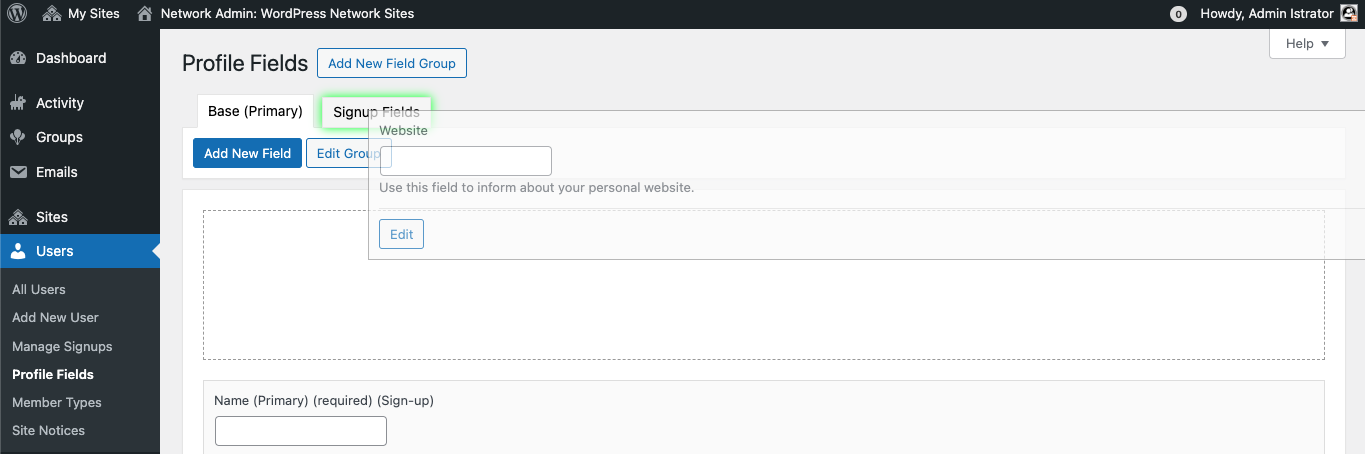 My Sites Network Admin: WordPress Network Sites 0 Howdy, Admin Istrator
Help
Dashboard
Activity
Groups
Emails
Sites
Users
All Users
Add New User
Manage Signups
Profile Fields
Member Types
Site Notices
Profile Fields Add New Field Group
Base (Primary) Signup Fields
Add New Field Edit Group
Website
Use this field to inform about your personal website.
Edit
Name (Primary) (required) (Sign-up)